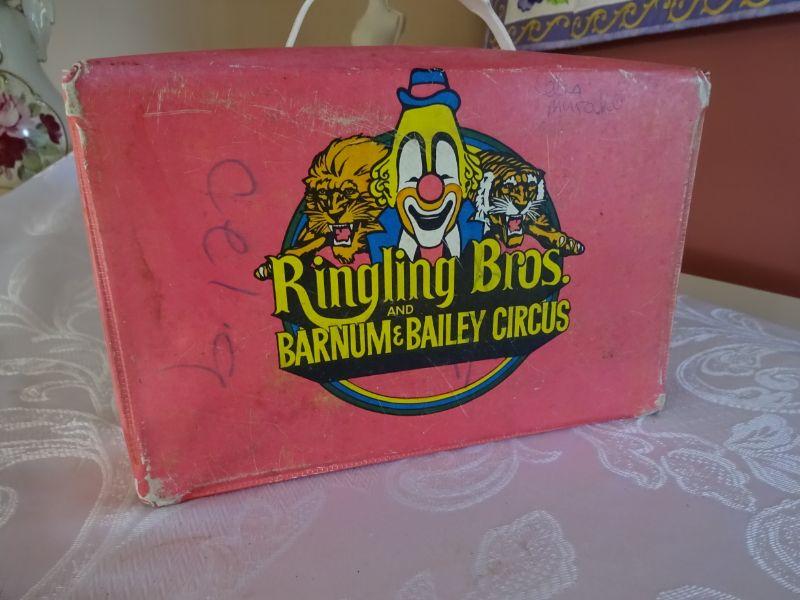 Ringling Bros.
AND
BARNUM & BAILEY CIRCUS